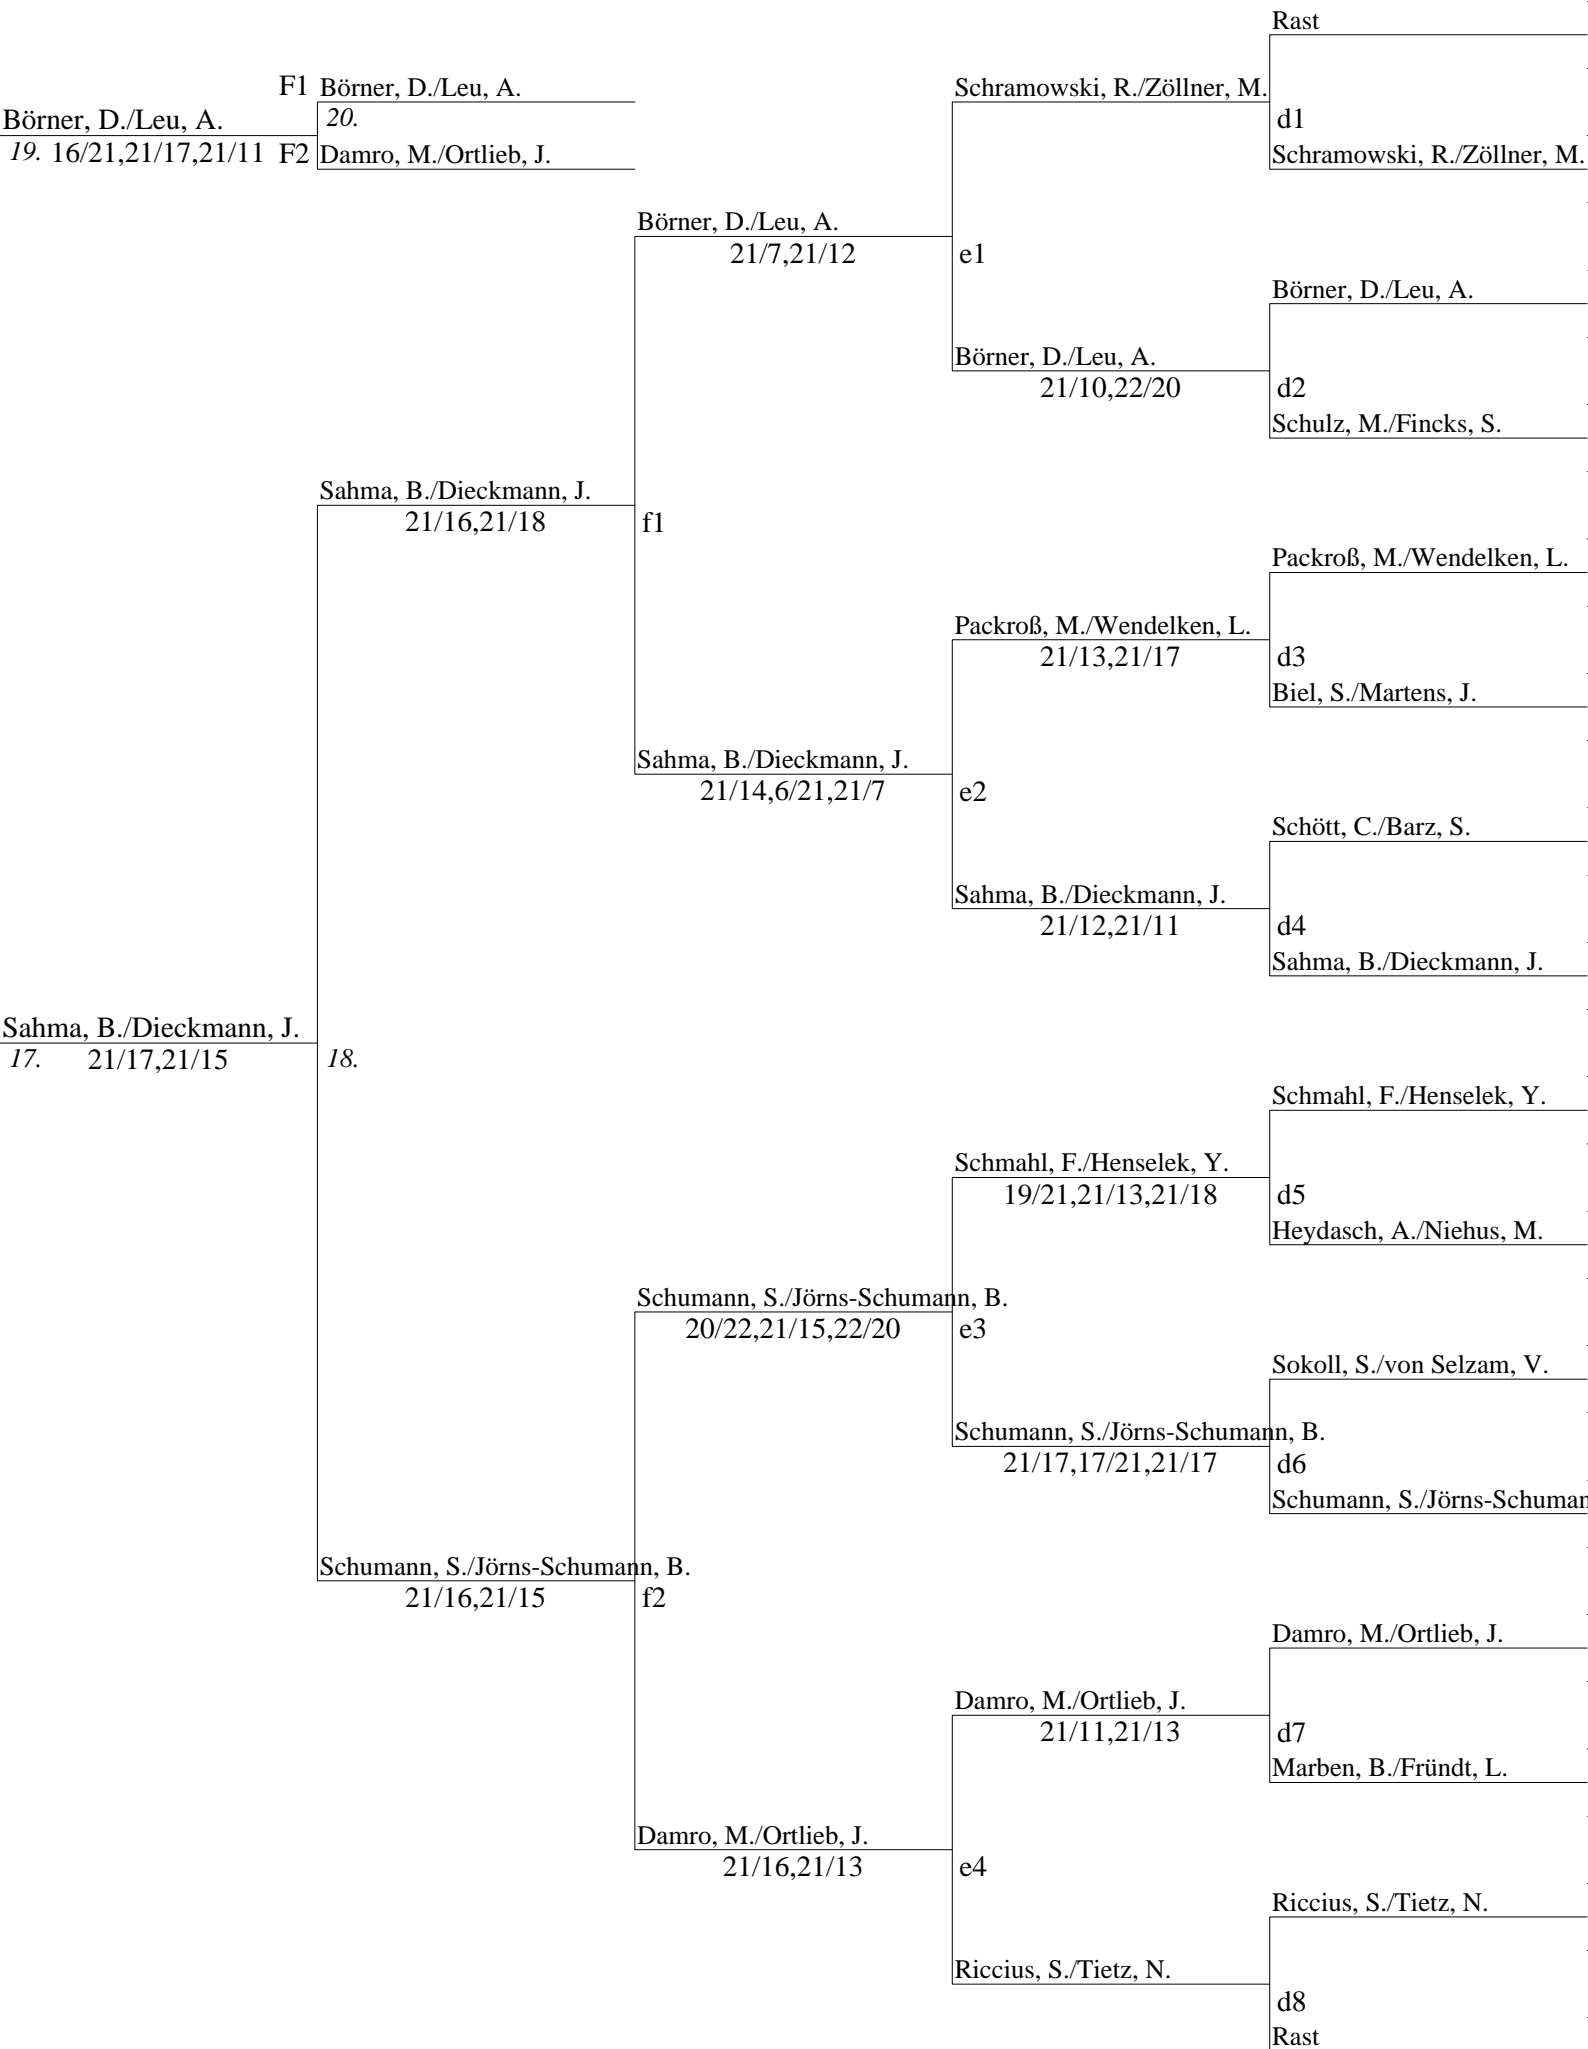 Rast
F1 Börner, D./Leu, A.
Schramowski, R./Zöllner, M.
Börner, D./Leu, A.
20.
d1
19. 16/21,21/17,21/11 F2 Damro, M./Ortlieb, J.
Schramowski, R./Zöllner, M.
Börner, D./Leu, A.
21/7,21/12
e1
Börner, D./Leu, A.
Börner, D./Leu, A.
21/10,22/20
d2
Schulz, M./Fincks, S.
Sahma, B./Dieckmann, J.
21/16,21/18
f1
Packroß, M./Wendelken, L.
Packroß, M./Wendelken, L.
21/13,21/17
d3
Biel, S./Martens, J.
Sahma, B./Dieckmann, J.
21/14,6/21,21/7
e2
Schött, C./Barz, S.
Sahma, B./Dieckmann, J.
21/12,21/11
d4
Sahma, B./Dieckmann, J.
Sahma, B./Dieckmann, J.
17. 21/17,21/15
18.
Schmahl, F./Henselek, Y.
Schmahl, F./Henselek, Y.
19/21,21/13,21/18
d5
Heydasch, A./Niehus, M.
Schumann, S./Jörns-Schumann, B.
20/22,21/15,22/20
e3
Sokoll, S./von Selzam, V.
Schumann, S./Jörns-Schumann, B.
21/17,17/21,21/17
d6
Schumann, S./Jörns-Schuman
Schumann, S./Jörns-Schumann, B.
21/16,21/15
f2
Damro, M./Ortlieb, J.
Damro, M./Ortlieb, J.
21/11,21/13
d7
Marben, B./Fründt, L.
Damro, M./Ortlieb, J.
21/16,21/13
e4
Riccius, S./Tietz, N.
Riccius, S./Tietz, N.
d8
Rast